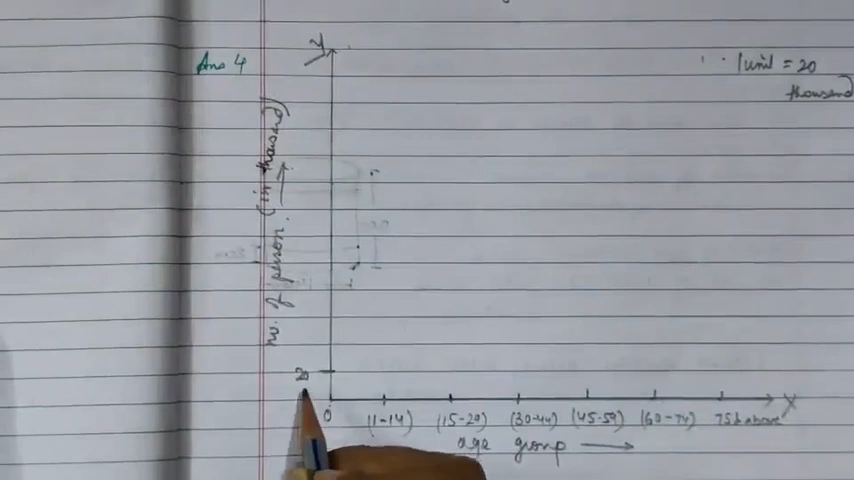 Ans 4
Y
1 unit = 20
thousand
no. of person. (in thousand)
20
0
(1-14) (15-29) (30-44) (45-59) (60-74) 75 & above X
age group